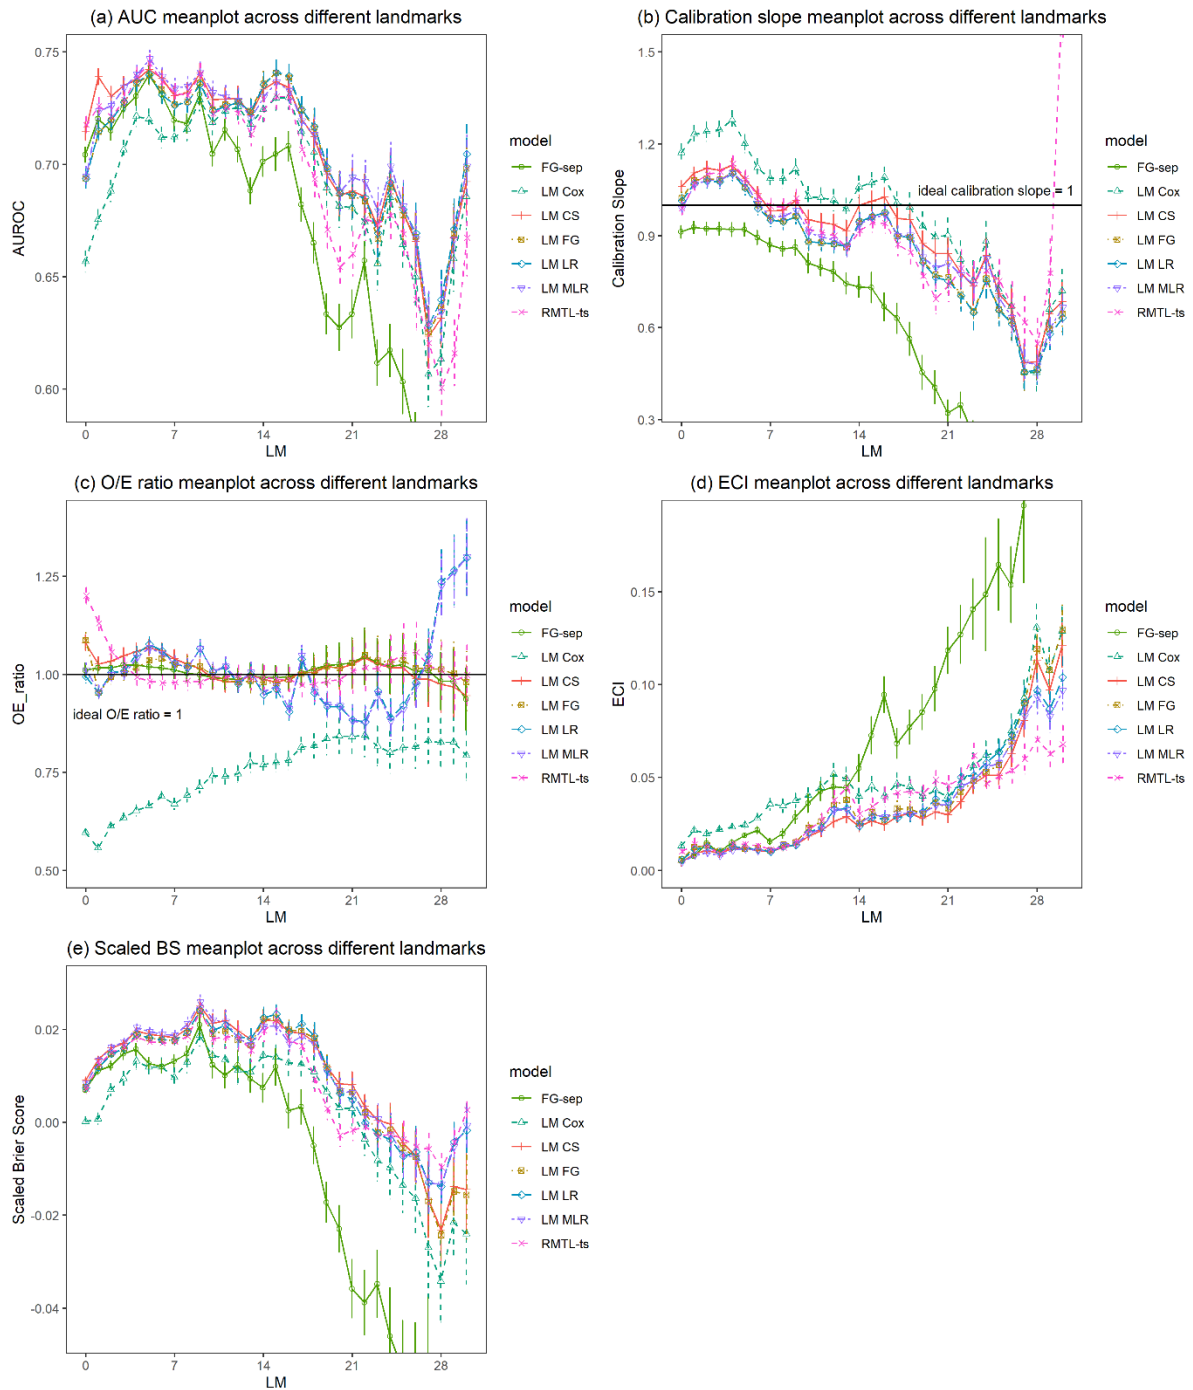 (a) AUC meanplot across different landmarks
0.75
0.70
0.65
0.60
AUROC
0
7
14
21
28
LM
model
FG-sep
LM Cox
LM CS
LM FG
LM LR
LM MLR
RMTL-ts
(b) Calibration slope meanplot across different landmarks
1.5
1.2
0.9
0.6
0.3
Calibration Slope
ideal calibration slope = 1
0
7
14
21
28
LM
model
FG-sep
LM Cox
LM CS
LM FG
LM LR
LM MLR
RMTL-ts
(c) O/E ratio meanplot across different landmarks
1.25
1.00
0.75
0.50
OE_ratio
ideal O/E ratio = 1
0
7
14
21
28
LM
model
FG-sep
LM Cox
LM CS
LM FG
LM LR
LM MLR
RMTL-ts
(d) ECI meanplot across different landmarks
0.15
0.10
0.05
0.00
ECI
0
7
14
21
28
LM
model
FG-sep
LM Cox
LM CS
LM FG
LM LR
LM MLR
RMTL-ts
(e) Scaled BS meanplot across different landmarks
0.02
0.00
-0.02
-0.04
Scaled Brier Score
0
7
14
21
28
LM
model
FG-sep
LM Cox
LM CS
LM FG
LM LR
LM MLR
RMTL-ts